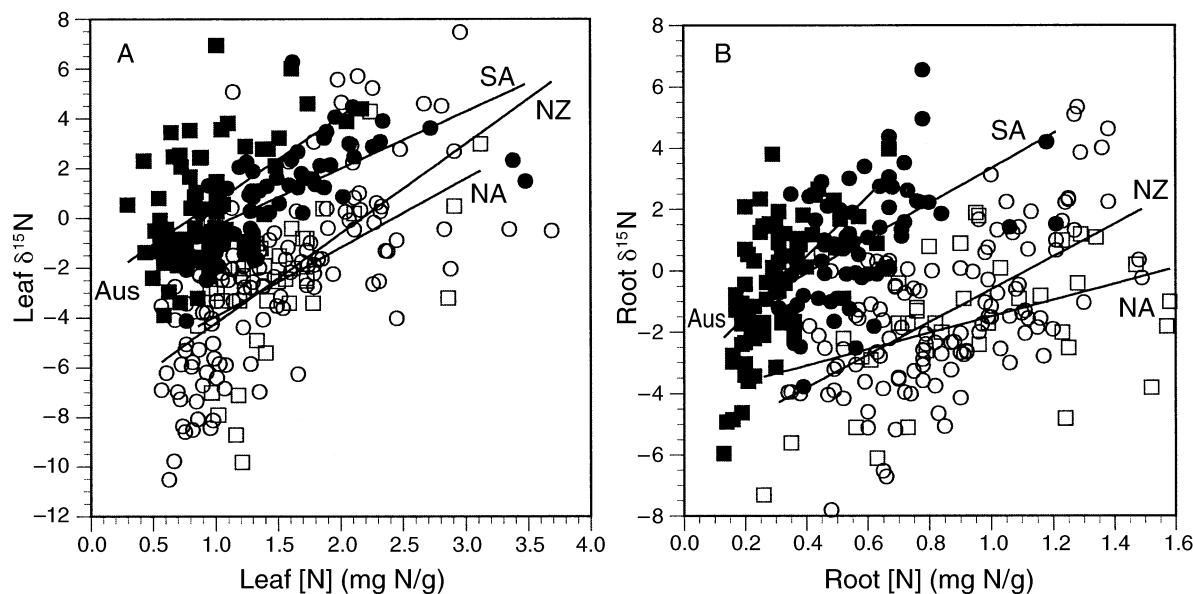 A
8
6
4
2
0
−2
−4
−6
−8
−10
−12
Leaf δ15N
SA
NZ
NA
Aus
0.0 0.5 1.0 1.5 2.0 2.5 3.0 3.5 4.0
Leaf [N] (mg N/g)
B
8
6
4
2
0
−2
−4
−6
−8
Root δ15N
SA
NZ
NA
Aus
0.0 0.2 0.4 0.6 0.8 1.0 1.2 1.4 1.6
Root [N] (mg N/g)